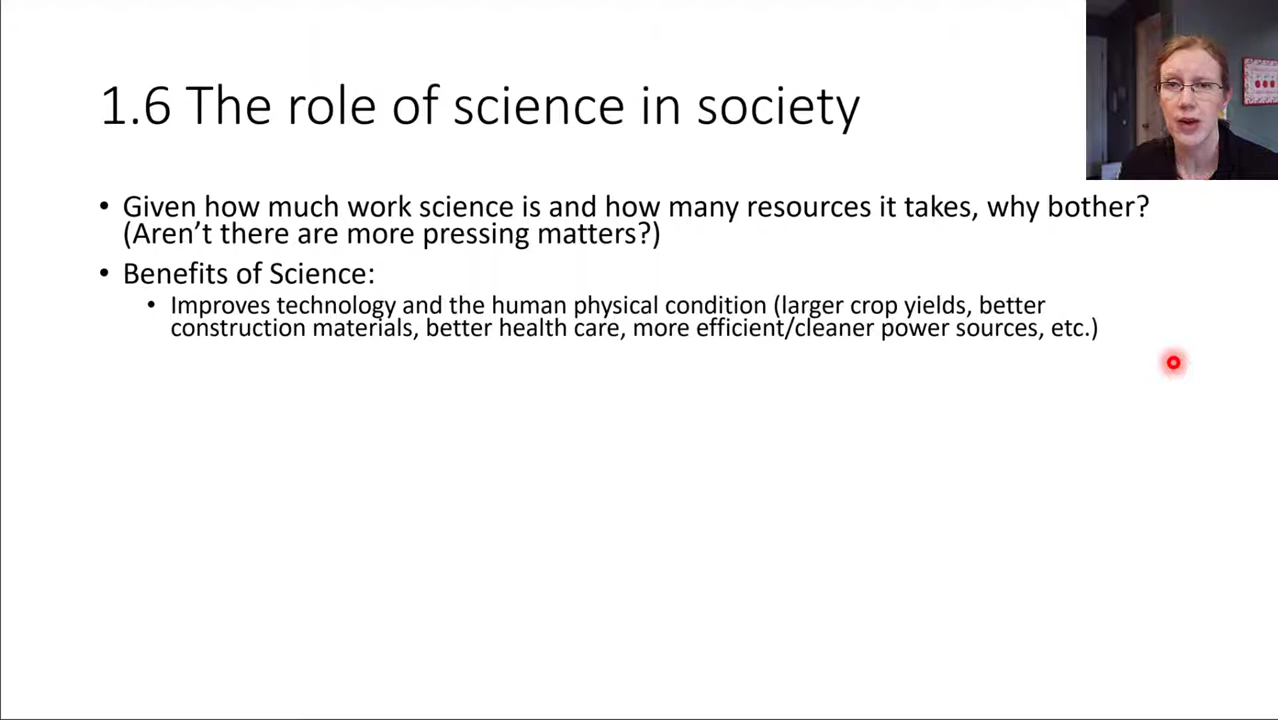 1.6 The role of science in society
• Given how much work science is and how many resources it takes, why bother?
(Aren’t there are more pressing matters?)
• Benefits of Science:
• Improves technology and the human physical condition (larger crop yields, better
construction materials, better health care, more efficient/cleaner power sources, etc.)